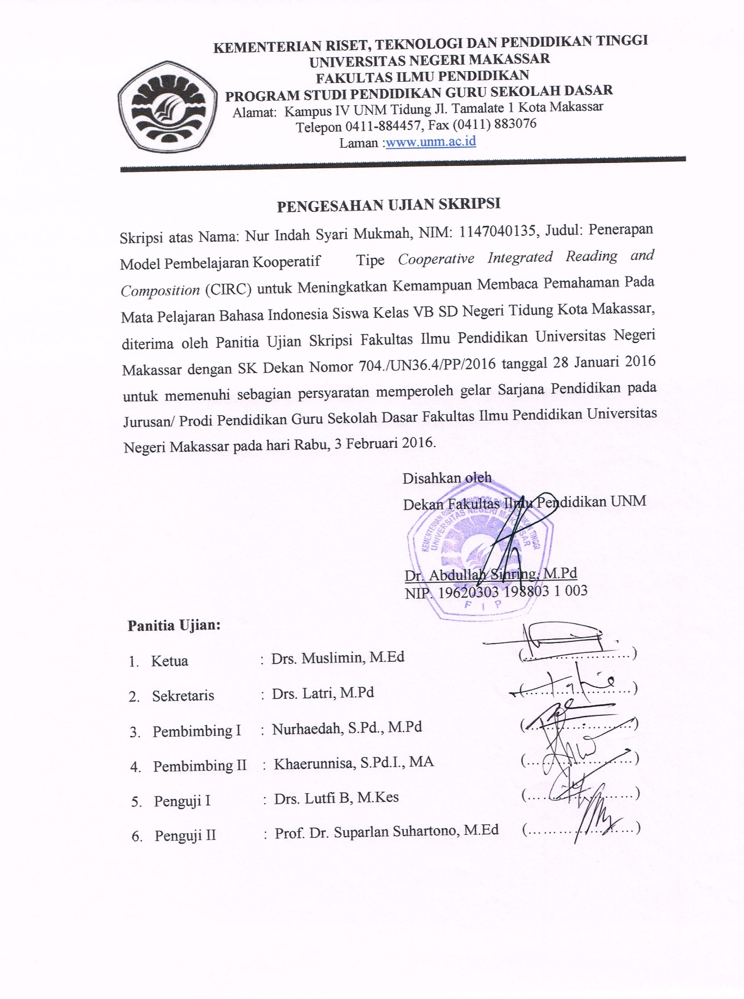 KEMENTERIAN RISET, TEKNOLOGI DAN PENDIDIKAN TINGGI
UNIVERSITAS NEGERI MAKASSAR
FAKULTAS ILMU PENDIDIKAN
PROGRAM STUDI PENDIDIKAN GURU SEKOLAH DASAR
Alamat: Kampus IV UNM Tidung Jl. Tamalate 1 Kota Makassar
Telepon 0411-884457, Fax (0411) 883076
Laman :www.unm.ac.id
PENGESAHAN UJIAN SKRIPSI
Skripsi atas Nama: Nur Indah Syari Mukmah, NIM: 1147040135, Judul: Penerapan
Model Pembelajaran Kooperatif Tipe Cooperative Integrated Reading and
Composition (CIRC) untuk Meningkatkan Kemampuan Membaca Pemahaman Pada
Mata Pelajaran Bahasa Indonesia Siswa Kelas VB SD Negeri Tidung Kota Makassar,
diterima oleh Panitia Ujian Skripsi Fakultas Ilmu Pendidikan Universitas Negeri
Makassar dengan SK Dekan Nomor 704./UN36.4/PP/2016 tanggal 28 Januari 2016
untuk memenuhi sebagian persyaratan memperoleh gelar Sarjana Pendidikan pada
Jurusan/ Prodi Pendidikan Guru Sekolah Dasar Fakultas Ilmu Pendidikan Universitas
Negeri Makassar pada hari Rabu, 3 Februari 2016.
Disahkan oleh
Dekan Fakultas Ilmu Pendidikan UNM
KEMENTERIAN RISET, TEKNOLOGI DAN PENDIDIKAN TINGGI
UNIVERSITAS NEGERI MAKASSAR
Dr. Abdullah Sinring, M.Pd
NIP. 19620303 198803 1 003
F I P
Panitia Ujian:
1. Ketua : Drs. Muslimin, M.Ed (........................)
2. Sekretaris : Drs. Latri, M.Pd (........................)
3. Pembimbing I : Nurhaedah, S.Pd., M.Pd (........................)
4. Pembimbing II : Khaerunnisa, S.Pd.I., MA (........................)
5. Penguji I : Drs. Lutfi B, M.Kes (........................)
6. Penguji II : Prof. Dr. Suparlan Suhartono, M.Ed (........................)